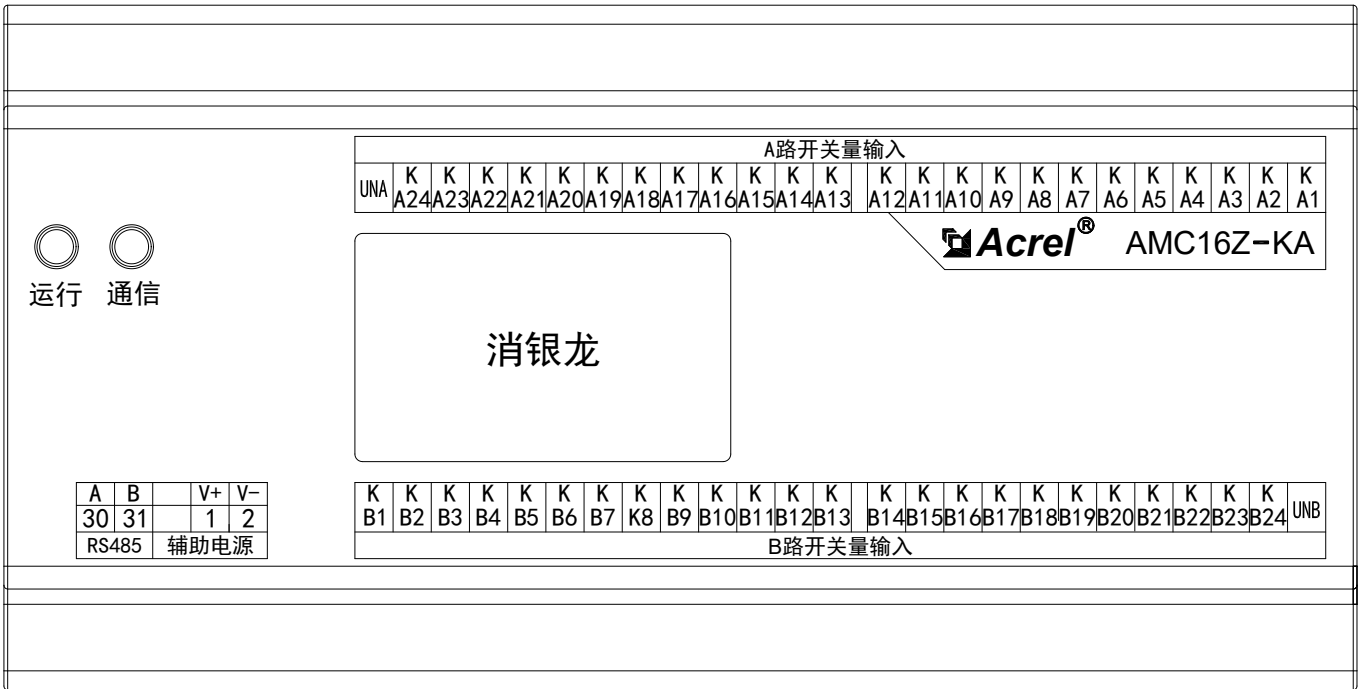 A路开关量输入
UNA K A24 K A23 K A22 K A21 K A20 K A19 K A18 K A17 K A16 K A15 K A14 K A13 K A12 K A11 K A10 K A9 K A8 K A7 K A6 K A5 K A4 K A3 K A2 K A1
Acrel® AMC16Z-KA
运行 通信
消银龙
A B V+ V-
30 31 1 2
RS485 辅助电源
K B1 K B2 K B3 K B4 K B5 K B6 K B7 K K8 K B9 K B10 K B11 K B12 K B13 K B14 K B15 K B16 K B17 K B18 K B19 K B20 K B21 K B22 K B23 K B24 UNB
B路开关量输入